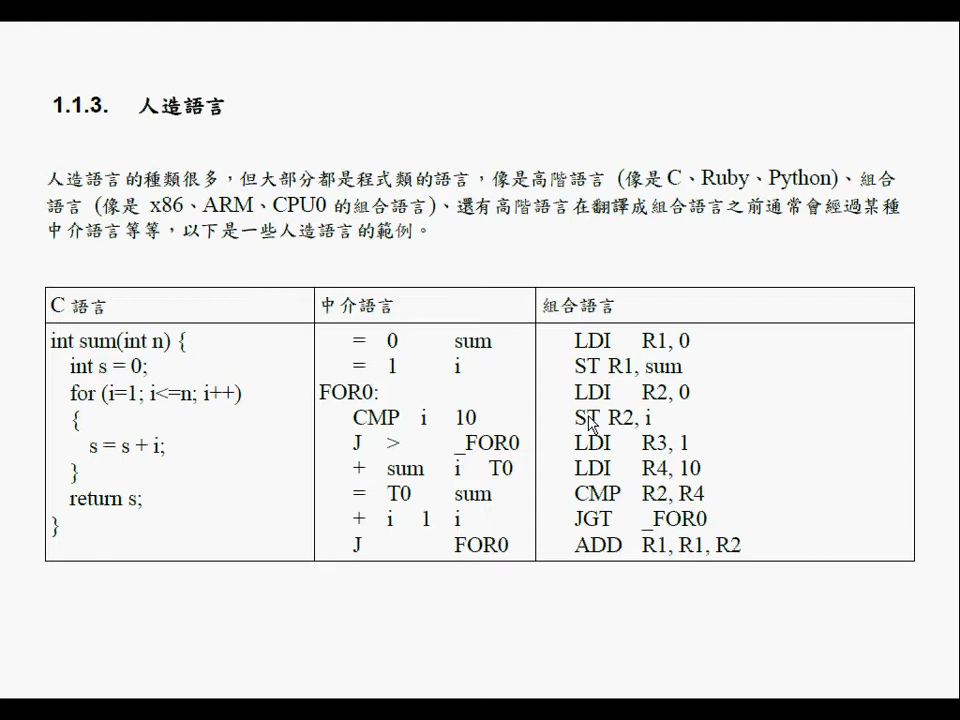 1.1.3. 人造語言
人造語言的種類很多，但大部分都是程式類的語言，像是高階語言 (像是 C、Ruby、Python)、組合
語言 (像是 x86、ARM、CPU0 的組合語言)、還有高階語言在翻譯成組合語言之前通常會經過某種
中介語言等等，以下是一些人造語言的範例。
C 語言
int sum(int n) {
int s = 0;
for (i=1; i<=n; i++)
{
s = s + i;
}
return s;
}
中介語言
= 0 sum
= 1 i
FOR0:
CMP i 10
J > _FOR0
+ sum i T0
= T0 sum
+ i 1 i
J FOR0
組合語言
LDI R1, 0
ST R1, sum
LDI R2, 0
ST R2, i
LDI R3, 1
LDI R4, 10
CMP R2, R4
JGT _FOR0
ADD R1, R1, R2